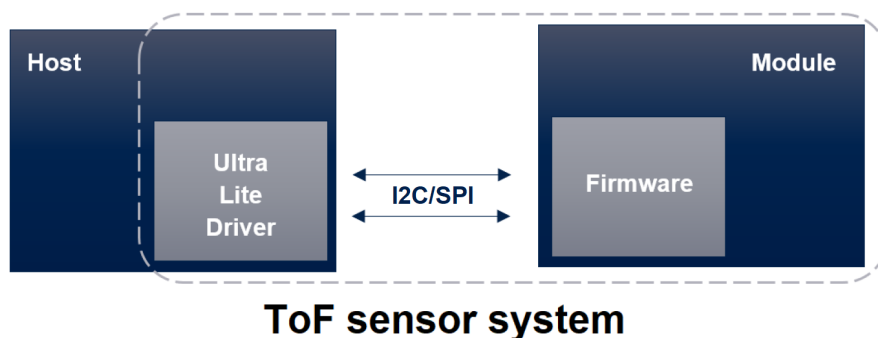 Host
Module
Ultra
Lite
Driver
I2C/SPI
Firmware
ToF sensor system